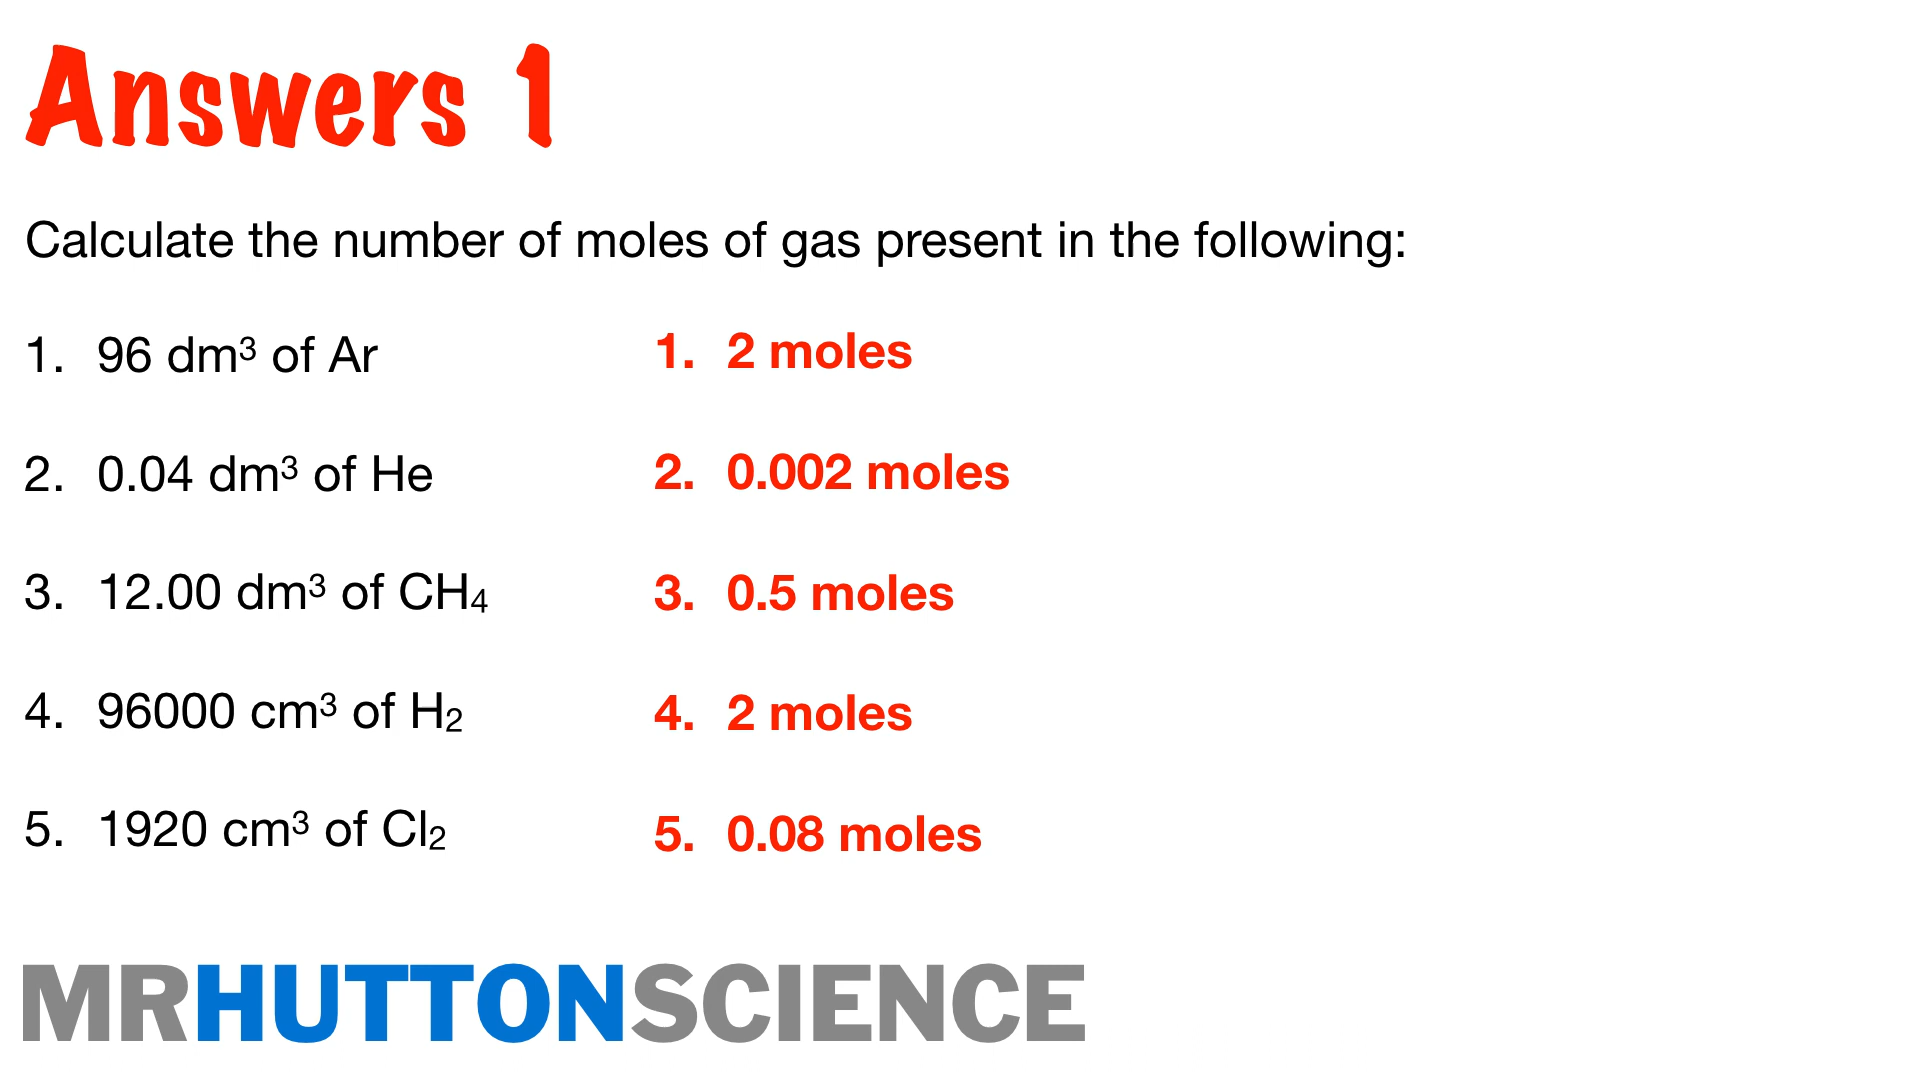 Answers 1
Calculate the number of moles of gas present in the following:
1. 96 dm³ of Ar
1. 2 moles
2. 0.04 dm³ of He
2. 0.002 moles
3. 12.00 dm³ of CH₄
3. 0.5 moles
4. 96000 cm³ of H₂
4. 2 moles
5. 1920 cm³ of Cl₂
5. 0.08 moles
MRHUTTONSCIENCE